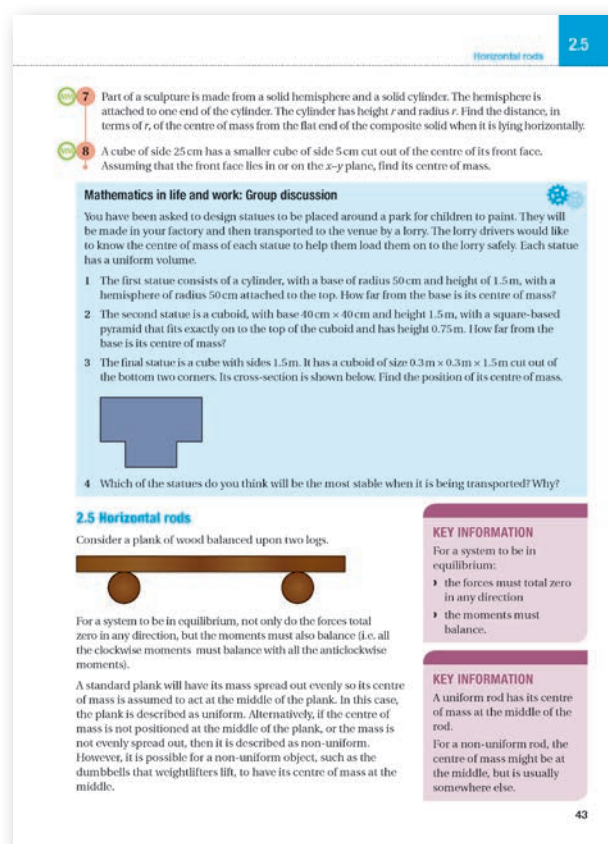 2.5
Horizontal rods
7 Part of a sculpture is made from a solid hemisphere and a solid cylinder. The hemisphere is
attached to one end of the cylinder. The cylinder has height r and radius r. Find the distance, in
terms of r, of the centre of mass from the flat end of the composite solid when it is lying horizontally.
8 A cube of side 25 cm has a smaller cube of side 5 cm cut out of the centre of its front face.
Assuming that the front face lies in or on the x–y plane, find its centre of mass.
Mathematics in life and work: Group discussion
You have been asked to design statues to be placed around a park for children to paint. They will
be made in your factory and then transported to the venue by a lorry. The lorry drivers would like
to know the centre of mass of each statue to help them load them on to the lorry safely. Each statue
has a uniform volume.
1 The first statue consists of a cylinder, with a base of radius 50 cm and height of 1.5 m, with a
hemisphere of radius 50 cm attached to the top. How far from the base is its centre of mass?
2 The second statue is a cuboid, with base 40 cm × 40 cm and height 1.5 m, with a square-based
pyramid that fits exactly on to the top of the cuboid and has height 0.75 m. How far from the
base is its centre of mass?
3 The final statue is a cube with sides 1.5 m. It has a cuboid of size 0.3 m × 0.3 m × 1.5 m cut out of
the bottom two corners. Its cross-section is shown below. Find the position of its centre of mass.
4 Which of the statues do you think will be the most stable when it is being transported? Why?
2.5 Horizontal rods
Consider a plank of wood balanced upon two logs.
For a system to be in equilibrium, not only do the forces total
zero in any direction, but the moments must also balance (i.e. all
the clockwise moments must balance with all the anticlockwise
moments).
A standard plank will have its mass spread out evenly so its centre
of mass is assumed to act at the middle of the plank. In this case,
the plank is described as uniform. Alternatively, if the centre of
mass is not positioned at the middle of the plank, or the mass is
not evenly spread out, then it is described as non-uniform.
However, it is possible for a non-uniform object, such as the
dumbbells that weightlifters lift, to have its centre of mass at the
middle.
KEY INFORMATION
For a system to be in
equilibrium:
› the forces must total zero
in any direction
› the moments must
balance.
KEY INFORMATION
A uniform rod has its centre
of mass at the middle of the
rod.
For a non-uniform rod, the
centre of mass might be at
the middle, but is usually
somewhere else.
43